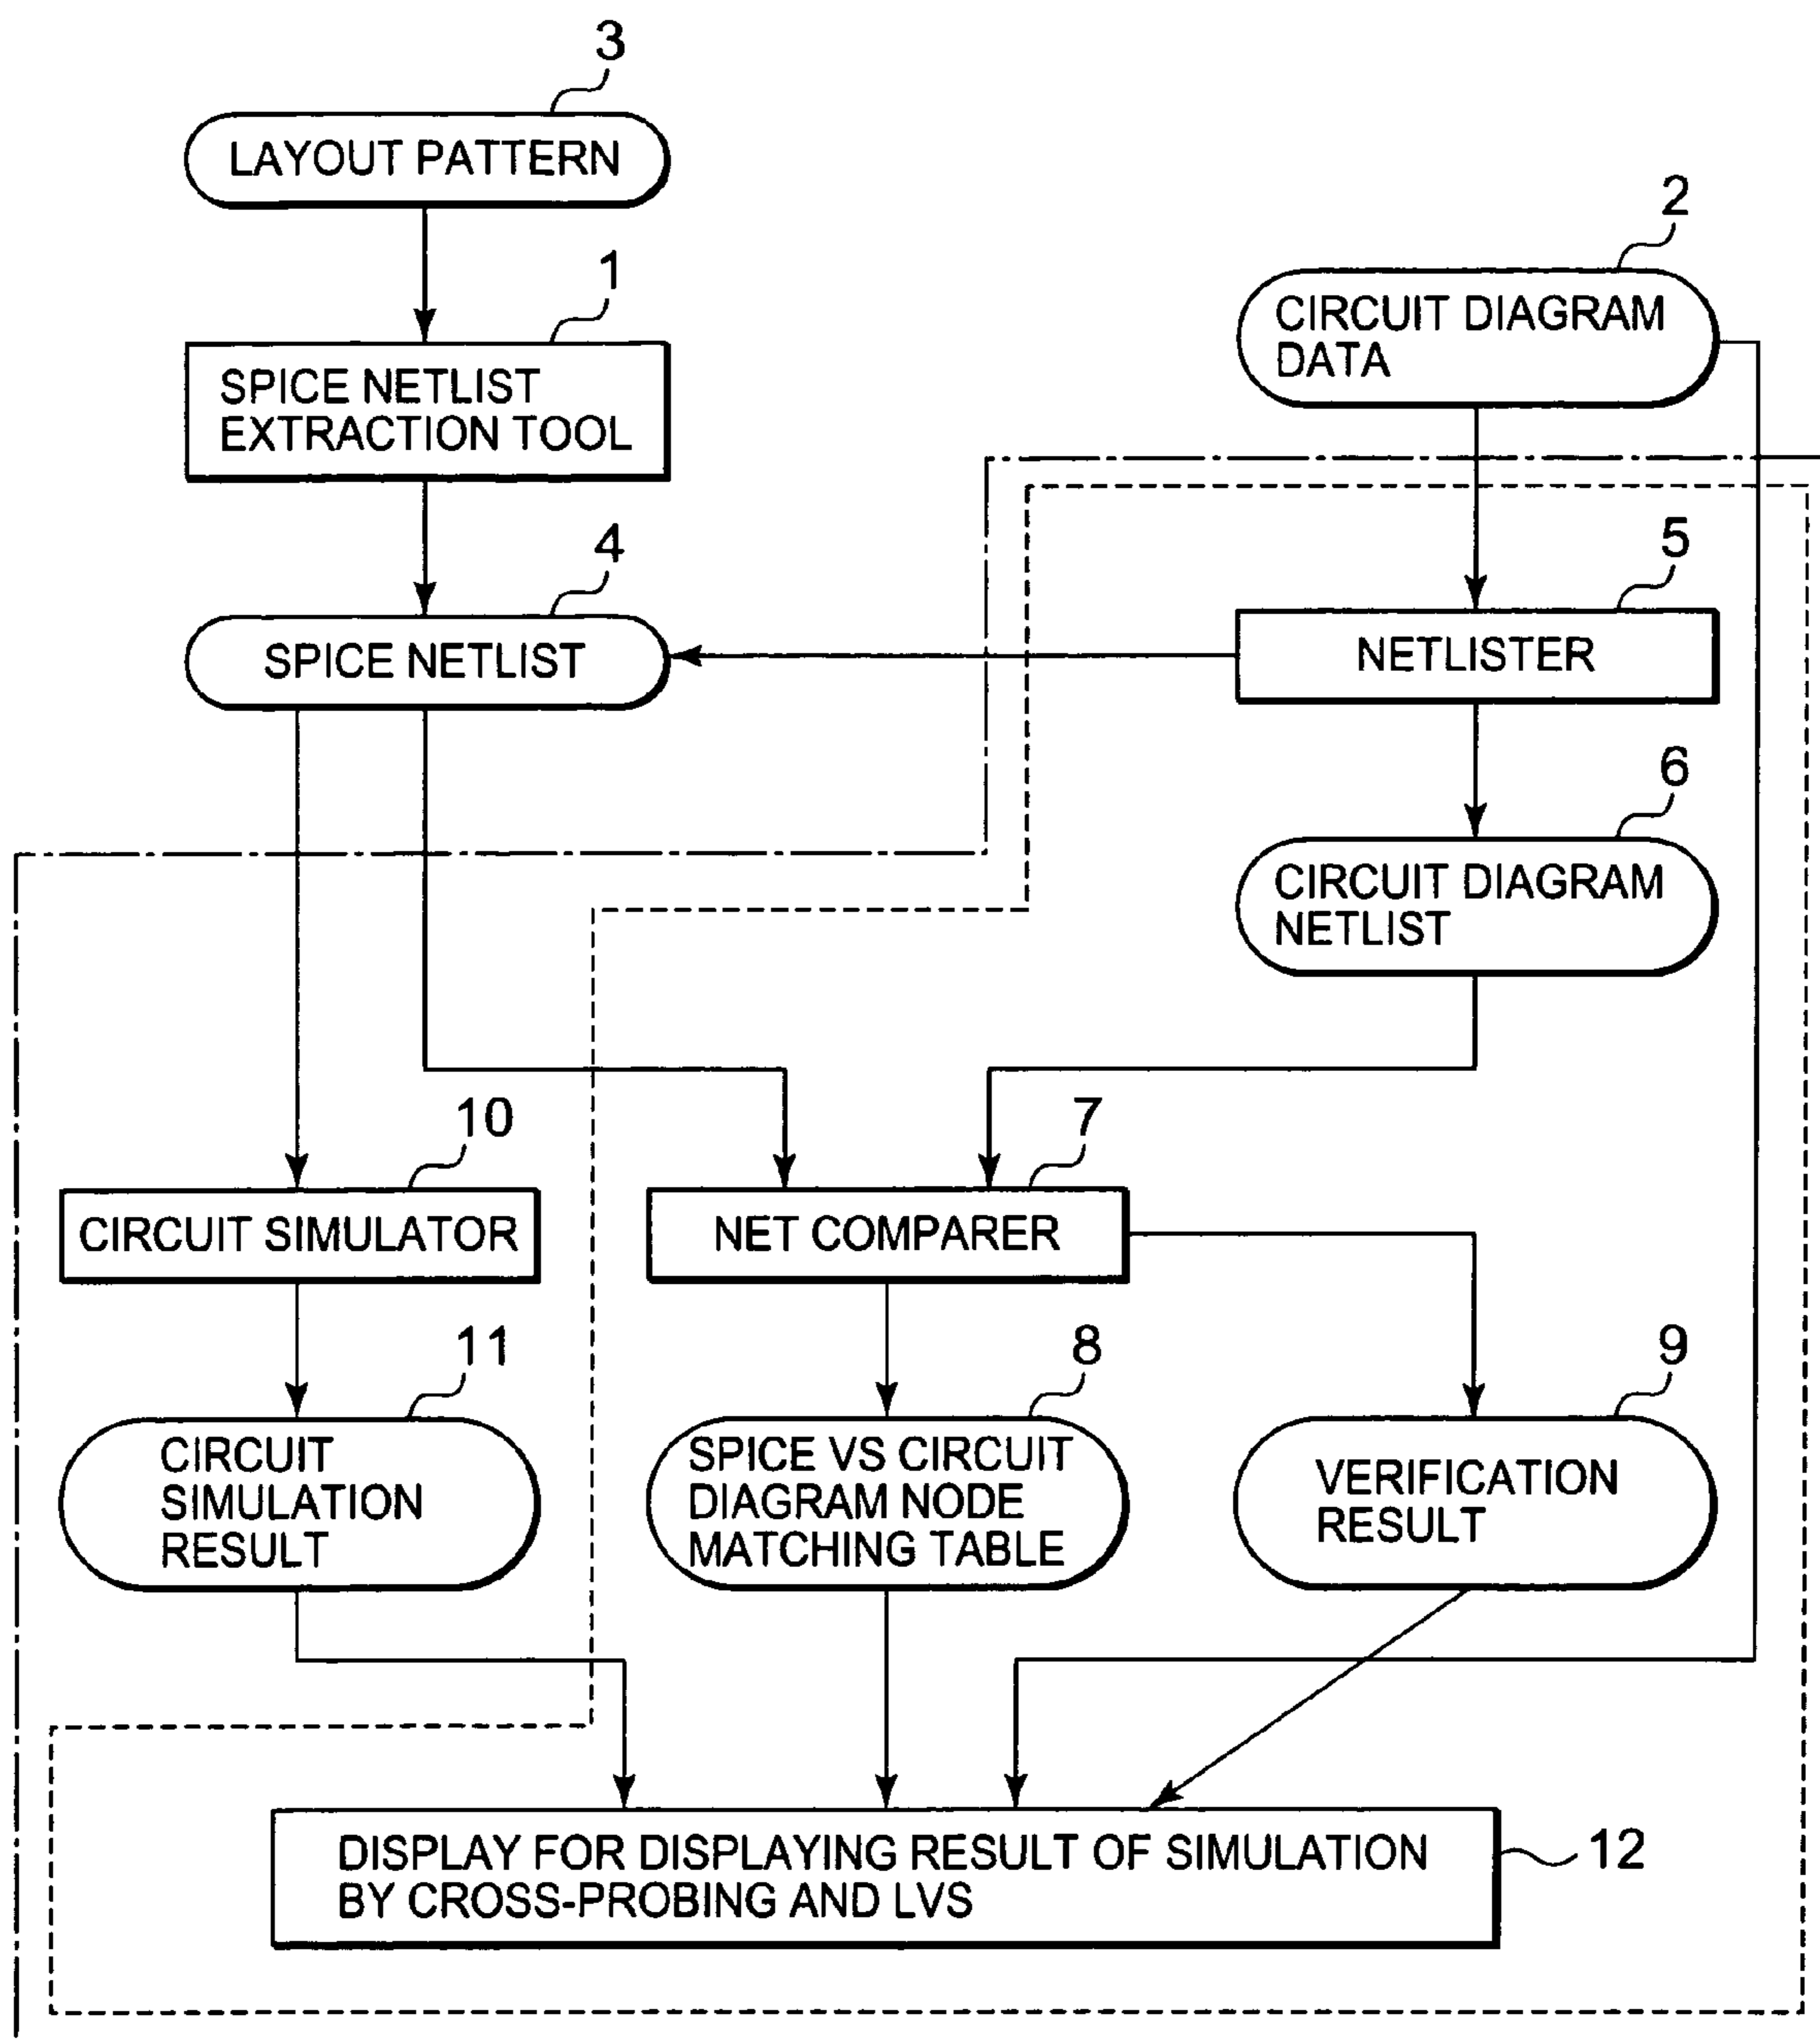 3
LAYOUT PATTERN
2
1
CIRCUIT DIAGRAM
DATA
SPICE NETLIST
EXTRACTION TOOL
4
5
SPICE NETLIST
NETLISTER
6
CIRCUIT DIAGRAM
NETLIST
10
7
CIRCUIT SIMULATOR
NET COMPARER
11
8
9
CIRCUIT
SIMULATION
RESULT
SPICE VS CIRCUIT
DIAGRAM NODE
MATCHING TABLE
VERIFICATION
RESULT
DISPLAY FOR DISPLAYING RESULT OF SIMULATION
BY CROSS-PROBING AND LVS
12